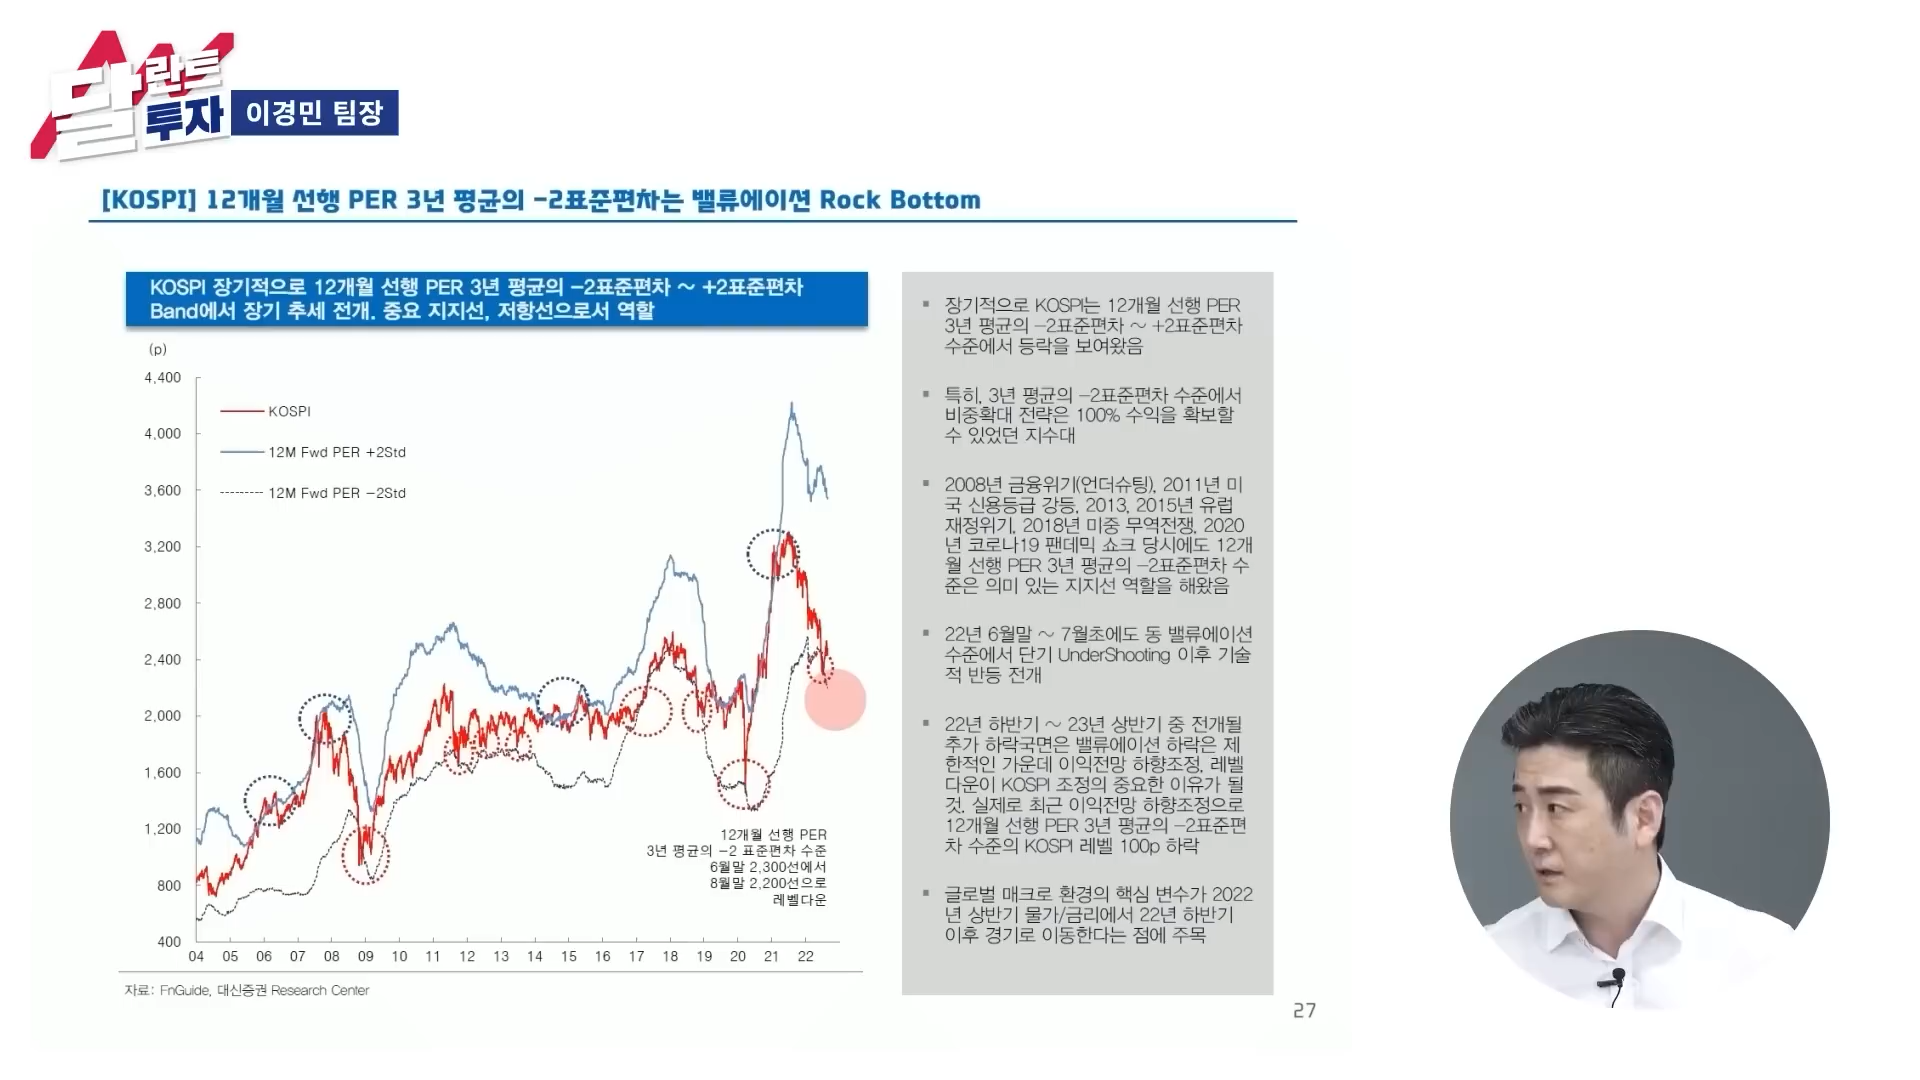 달란트
투자
이경민 팀장
[KOSPI] 12개월 선행 PER 3년 평균의 -2표준편차는 밸류에이션 Rock Bottom
KOSPI 장기적으로 12개월 선행 PER 3년 평균의 -2표준편차 ~ +2표준편차
Band에서 장기 추세 전개. 중요 지지선, 저항선으로서 역할
(p)
4,400
4,000
3,600
3,200
2,800
2,400
2,000
1,600
1,200
800
400
KOSPI
12M Fwd PER +2Std
12M Fwd PER -2Std
12개월 선행 PER
3년 평균의 -2 표준편차 수준
6월말 2,300선에서
8월말 2,200선으로
레벨다운
04 05 06 07 08 09 10 11 12 13 14 15 16 17 18 19 20 21 22
자료: FnGuide, 대신증권 Research Center
▪ 장기적으로 KOSPI는 12개월 선행 PER
3년 평균의 -2표준편차 ~ +2표준편차
수준에서 등락을 보여왔음
▪ 특히, 3년 평균의 -2표준편차 수준에서
비중확대 전략은 100% 수익을 확보할
수 있었던 지수대
▪ 2008년 금융위기(언더슈팅), 2011년 미
국 신용등급 강등, 2013, 2015년 유럽
재정위기, 2018년 미중 무역전쟁, 2020
년 코로나19 팬데믹 쇼크 당시에도 12개
월 선행 PER 3년 평균의 -2표준편차 수
준은 의미 있는 지지선 역할을 해왔음
▪ 22년 6월말 ~ 7월초에도 동 밸류에이션
수준에서 단기 UnderShooting 이후 기술
적 반등 전개
▪ 22년 하반기 ~ 23년 상반기 중 전개될
추가 하락국면은 밸류에이션 하락은 제
한적인 가운데 이익전망 하향조정, 레벨
다운이 KOSPI 조정의 중요한 이유가 될
것. 실제로 최근 이익전망 하향조정으로
12개월 선행 PER 3년 평균의 -2표준편
차 수준의 KOSPI 레벨 100p 하락
▪ 글로벌 매크로 환경의 핵심 변수가 2022
년 상반기 물가/금리에서 22년 하반기
이후 경기로 이동한다는 점에 주목
27